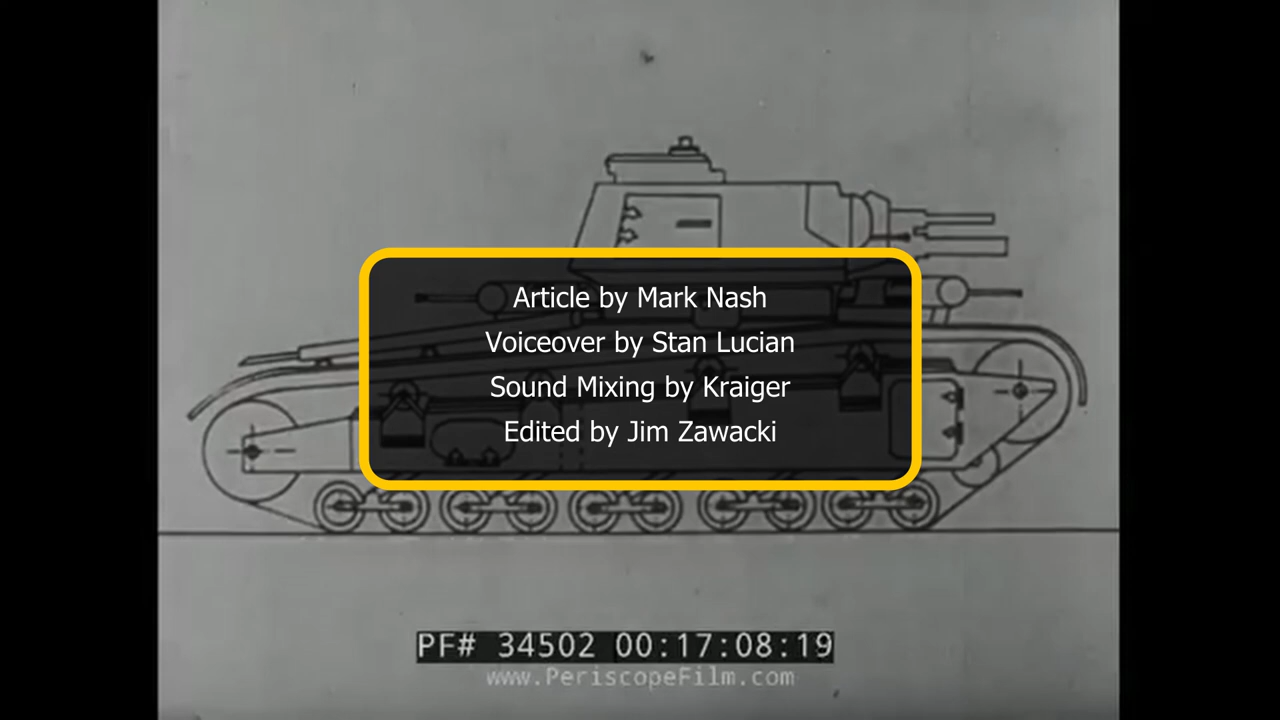 Article by Mark Nash
Voiceover by Stan Lucian
Sound Mixing by Kraiger
Edited by Jim Zawacki
PF# 34502 00:17:08:19
www.PeriscopeFilm.com